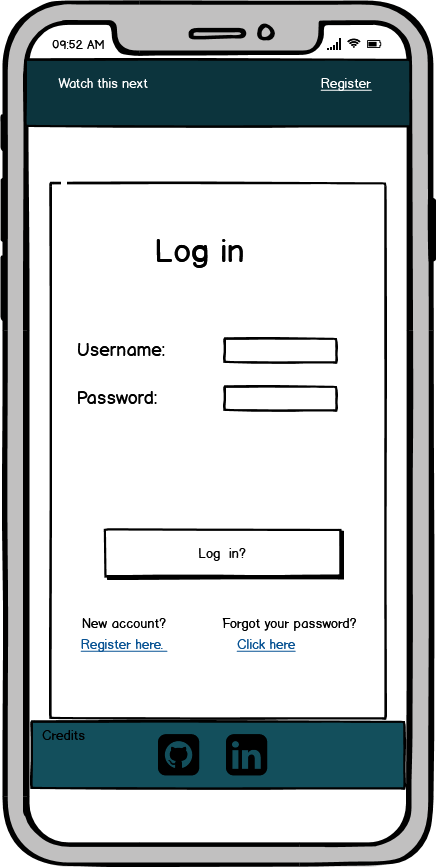 09:52 AM
Watch this next
Register
Log in
Username:
Password:
Log in?
New account?
Forgot your password?
Register here.
Click here
Credits
in